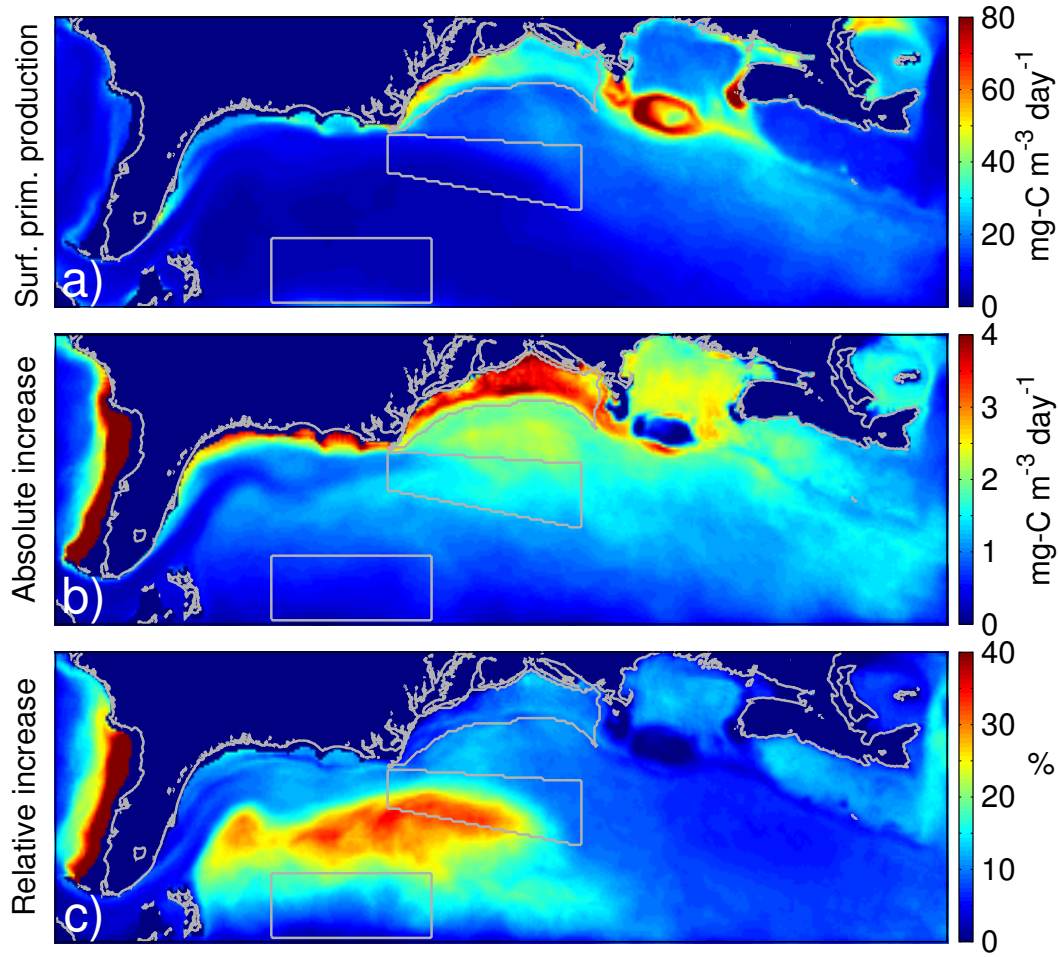 Surf. prim. production
a)
80
60
40
20
0
mg-C m⁻³ day⁻¹
Absolute increase
b)
4
3
2
1
0
mg-C m⁻³ day⁻¹
Relative increase
c)
40
30
20
10
0
%